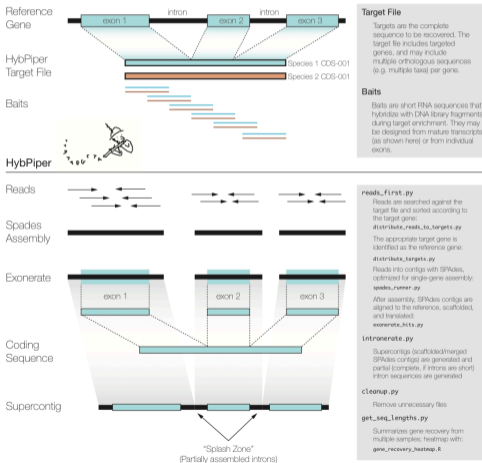 Reference
Gene
exon 1
intron
exon 2
intron
exon 3
HybPiper
Target File
Species 1 CDS-001
Species 2 CDS-001
Baits
HybPiper
Target File
Targets are the complete
sequence to be recovered. The
target file includes targeted
genes, and may include
multiple orthologous sequences
(e.g. multiple taxa) per gene.
Baits
Baits are short RNA sequences that
hybridize with DNA library fragments
during target enrichment. They may
be designed from mature transcripts
(as shown here) or from individual
exons.
Reads
Spades
Assembly
Exonerate
exon 1
exon 2
exon 3
Coding
Sequence
Supercontig
"Splash Zone"
(Partially assembled introns)
reads_first.py
Reads are searched against the
target file and sorted according to
the target gene:
distribute_reads_to_targets.py
The appropriate target gene is
identified as the reference gene:
distribute_targets.py
Reads into contigs with SPAdes,
optimized for single-gene assembly:
spades_runner.py
After assembly, SPAdes contigs are
aligned to the reference, scaffolded,
and translated:
exonerate_hits.py
intronerate.py
Supercontigs (scaffolded/merged
SPAdes contigs) are generated and
partial (complete, if introns are short)
intron sequences are generated
cleanup.py
Remove unnecessary files
get_seq_lengths.py
Summarizes gene recovery from
multiple samples; heatmap with:
gene_recovery_heatmap.R